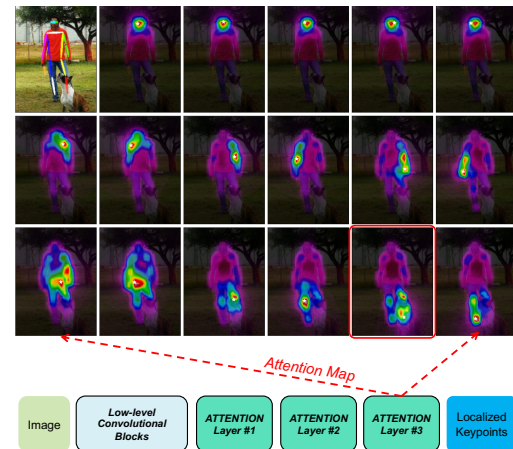 Attention Map
Image
Low-level
Convolutional
Blocks
ATTENTION
Layer #1
ATTENTION
Layer #2
ATTENTION
Layer #3
Localized
Keypoints